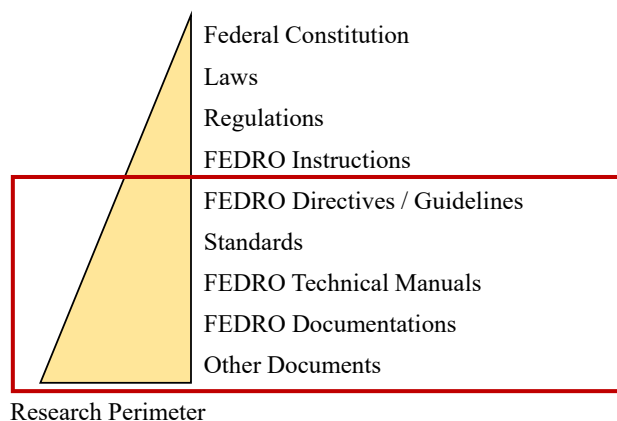 Federal Constitution
Laws
Regulations
FEDRO Instructions
FEDRO Directives / Guidelines
Standards
FEDRO Technical Manuals
FEDRO Documentations
Other Documents
Research Perimeter